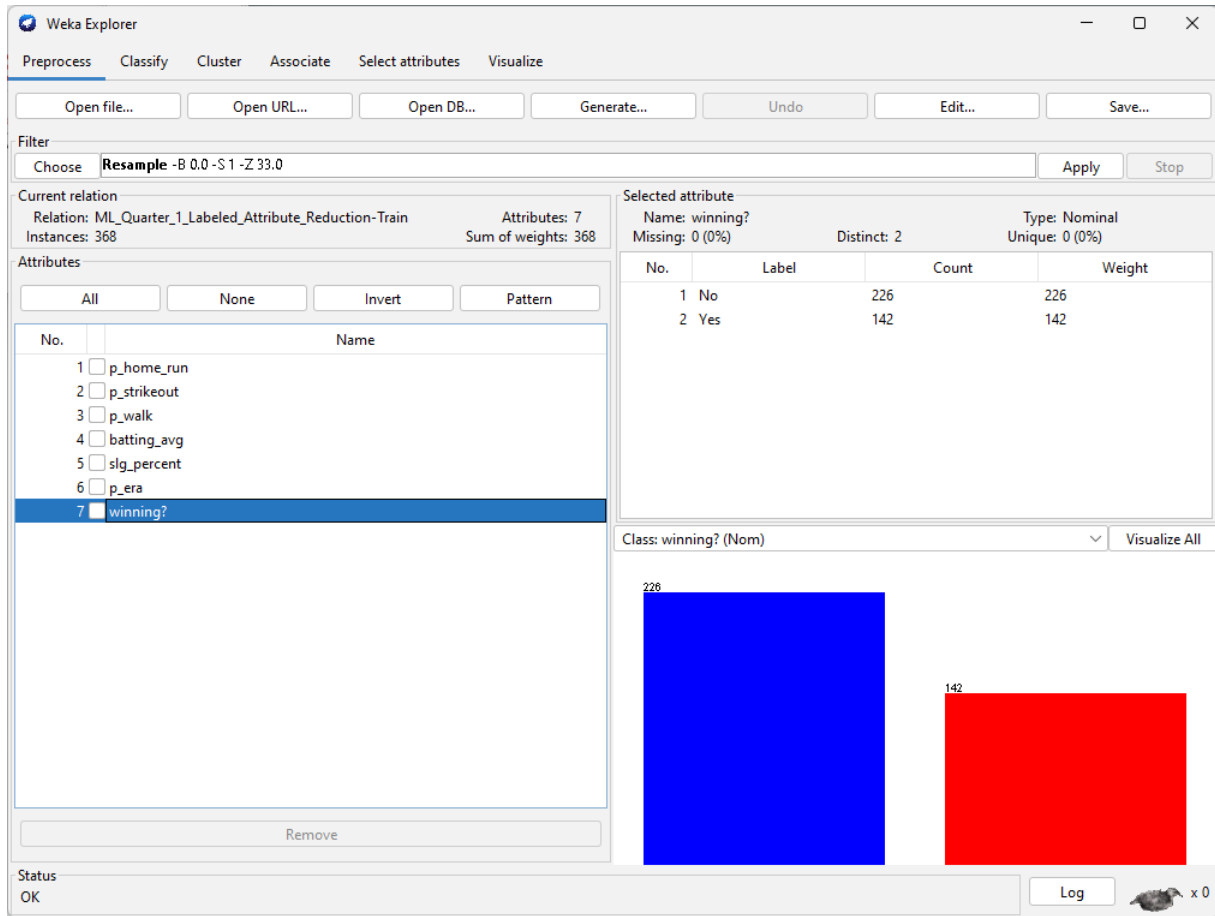 Weka Explorer
Preprocess Classify Cluster Associate Select attributes Visualize
Open file... Open URL... Open DB... Generate... Undo Edit... Save...
Filter
Choose Resample -B 0.0 -S 1 -Z 33.0 Apply Stop
Current relation
Relation: ML_Quarter_1_Labeled_Attribute_Reduction-Train Attributes: 7
Instances: 368 Sum of weights: 368
Attributes
All None Invert Pattern
No. Name
1 p_home_run
2 p_strikeout
3 p_walk
4 batting_avg
5 slg_percent
6 p_era
7 winning?
Remove
Selected attribute
Name: winning? Type: Nominal
Missing: 0 (0%) Distinct: 2 Unique: 0 (0%)
No. Label Count Weight
1 No 226 226
2 Yes 142 142
Class: winning? (Nom) Visualize All
226
142
Status
OK
Log x 0